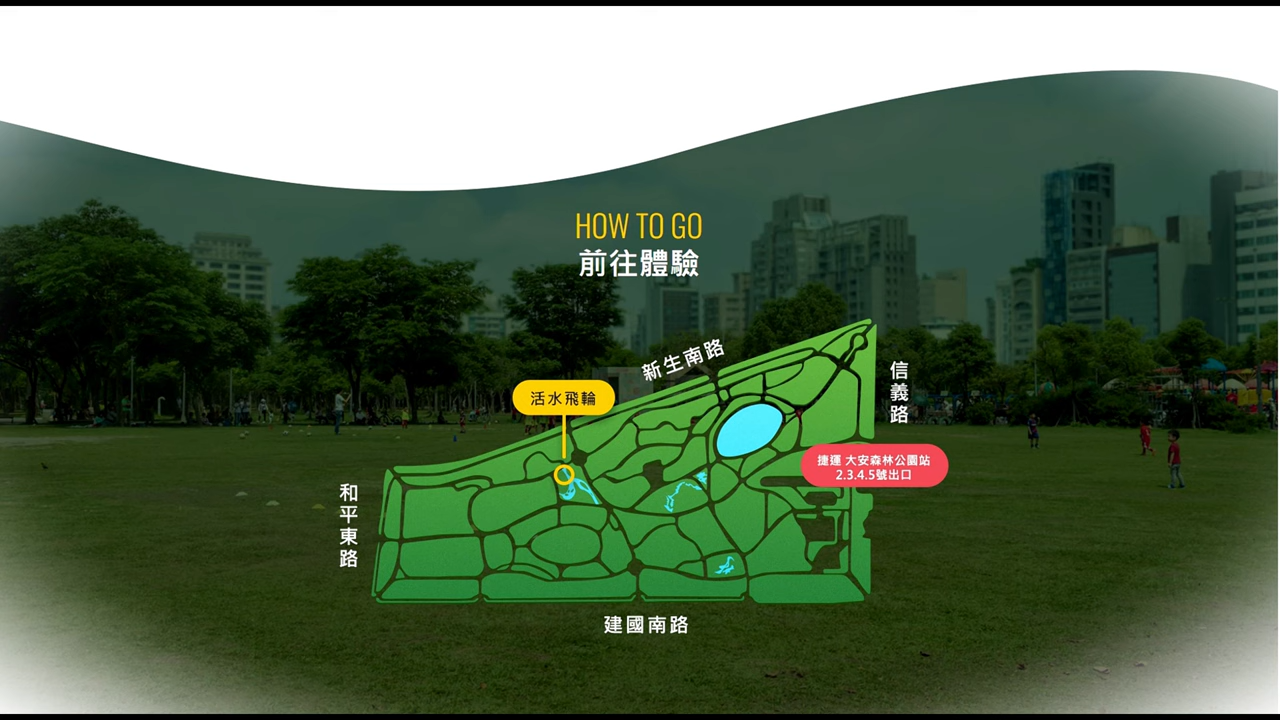 HOW TO GO
前往體驗
新生南路
信義路
活水飛輪
捷運 大安森林公園站
2.3.4.5號出口
和平東路
建國南路